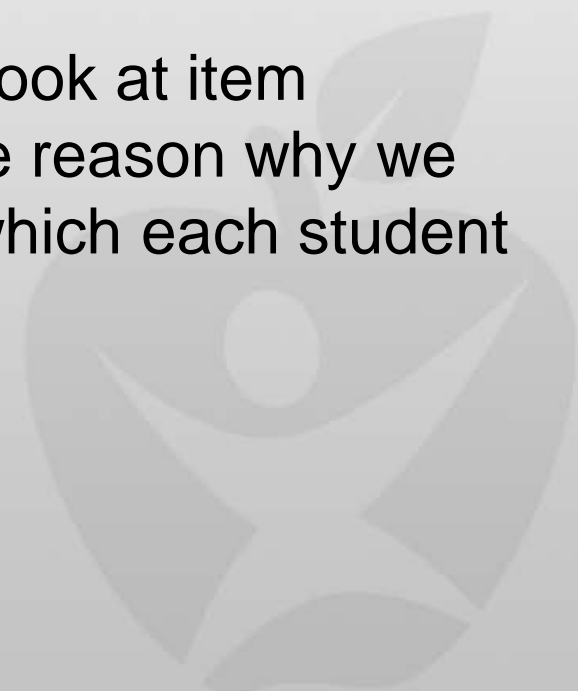 ook at item
e reason why we
which each student